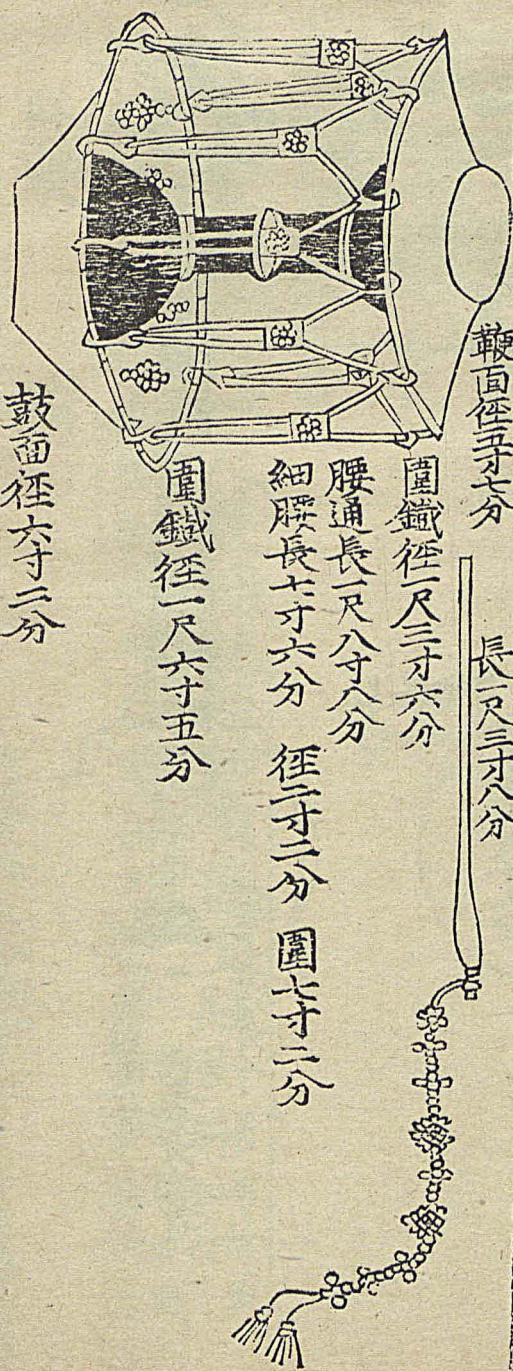 鞭面徑五寸七分
長一尺三寸八分
圍鐵徑一尺三寸六分
腰通長一尺八寸八分
細腰長七寸六分　徑二寸二分　圍七寸二分
圍鐵徑一尺六寸五分
鼓面徑六寸二分